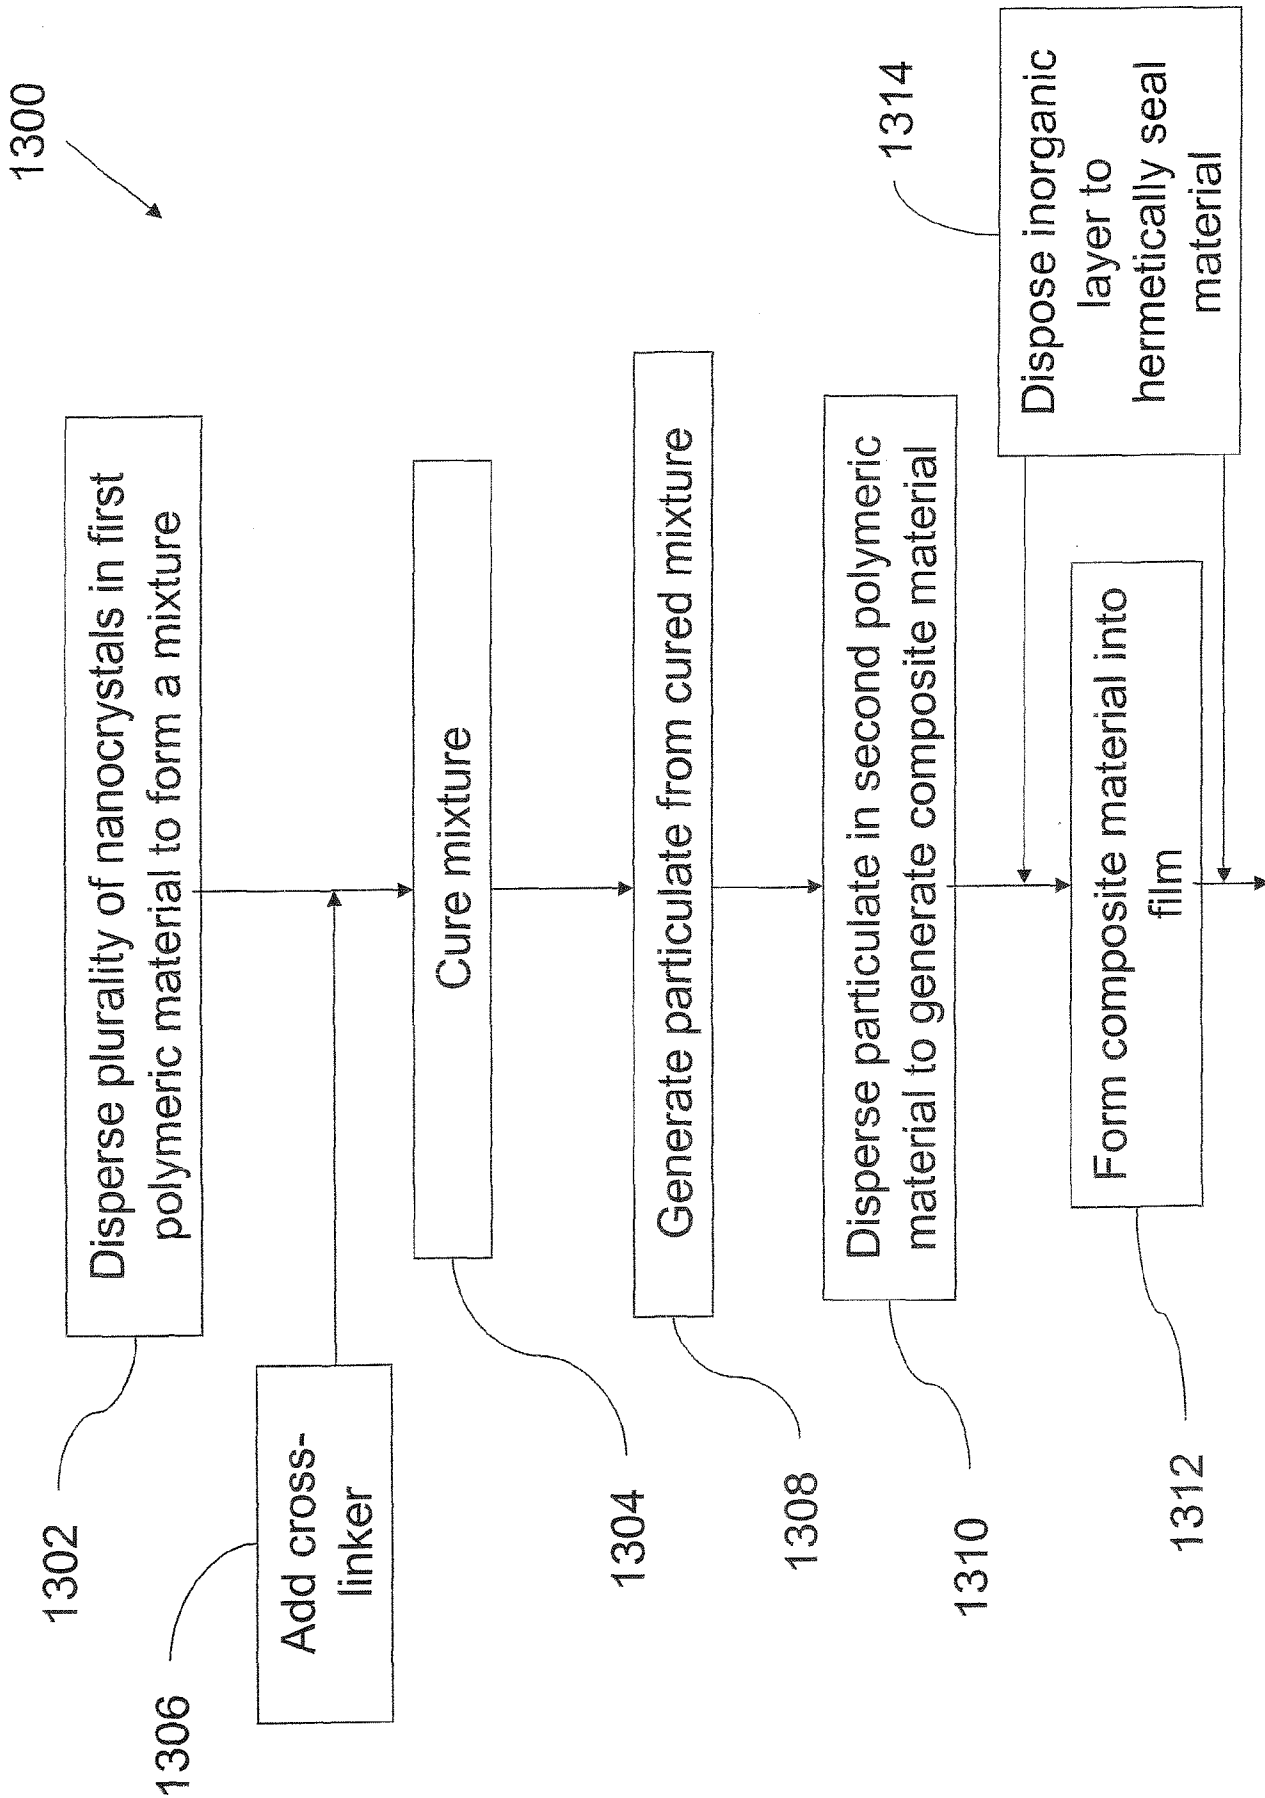 1300
1302
Disperse plurality of nanocrystals in first
polymeric material to form a mixture
1306
Add cross-
linker
1304
Cure mixture
1308
Generate particulate from cured mixture
1310
Disperse particulate in second polymeric
material to generate composite material
1314
Dispose inorganic
layer to
hermetically seal
material
1312
Form composite material into
film